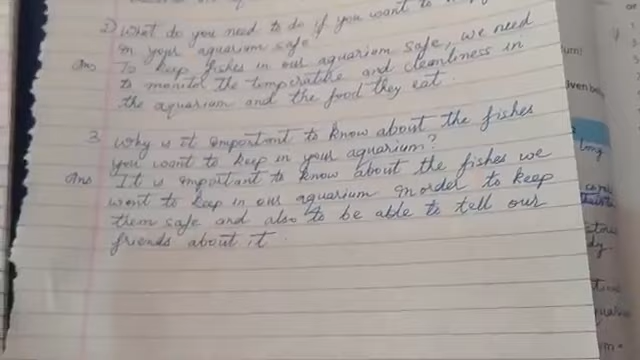 2) What do you need to do if you want to
in your aquarium safe.
Ans To keep fishes in our aquarium safe, we need
to monitor the temperature and cleanliness in
the aquarium and the food they eat.
3 Why is it important to know about the fishes
you want to keep in your aquarium?
Ans It is important to know about the fishes we
want to keep in our aquarium inorder to keep
them safe and also to be able to tell our
friends about it.
long